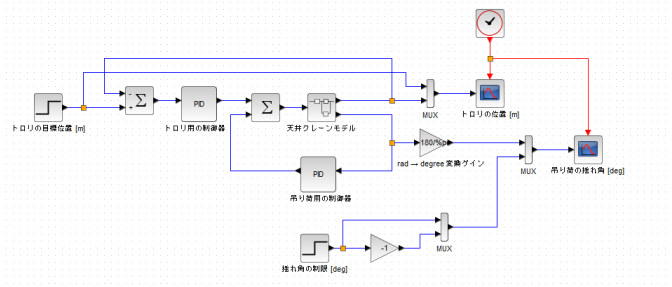 -
+
Σ
PID
Σ
MUX
トロリの目標位置 [m]
トロリ用の制御器
天井クレーンモデル
トロリの位置 [m]
180/%p
MUX
rad → degree 変換ゲイン
吊り荷の揺れ角 [deg]
PID
吊り荷用の制御器
-1
MUX
揺れ角の制限 [deg]